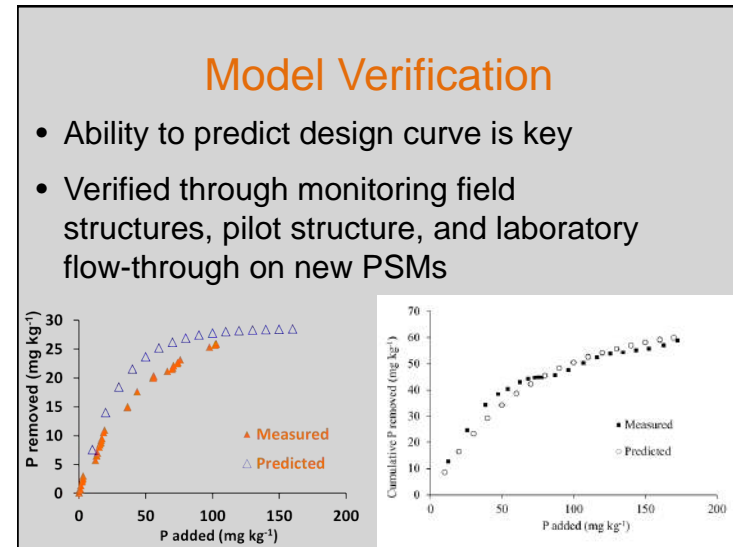 Model Verification
• Ability to predict design curve is key
• Verified through monitoring field
structures, pilot structure, and laboratory
flow-through on new PSMs
P removed (mg kg⁻¹)
30
25
20
15
10
5
0
0 50 100 150 200
P added (mg kg⁻¹)
Measured
Predicted
Cumulative P removed (mg kg⁻¹)
70
60
50
40
30
20
10
0
0 50 100 150 200
P added (mg kg⁻¹)
Measured
Predicted